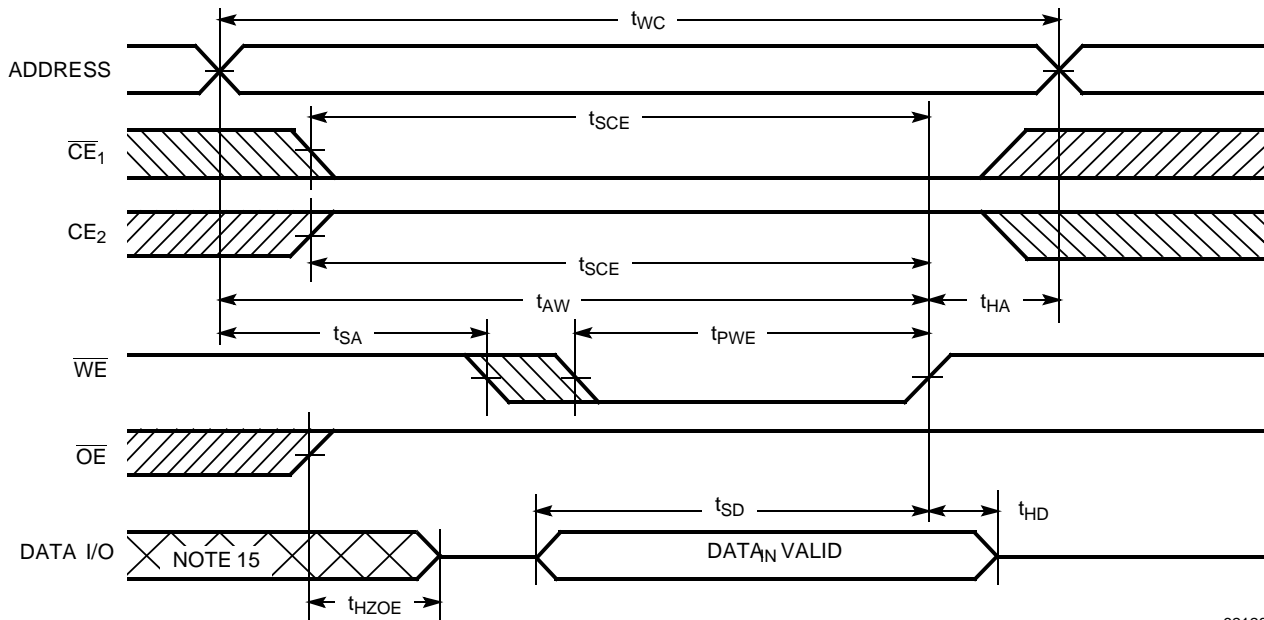 tWC
ADDRESS
tSCE
CE1
CE2
tSCE
tAW
tHA
tSA
tPWE
WE
OE
tSD
tHD
DATA I/O
NOTE 15
DATAIN VALID
tHZOE